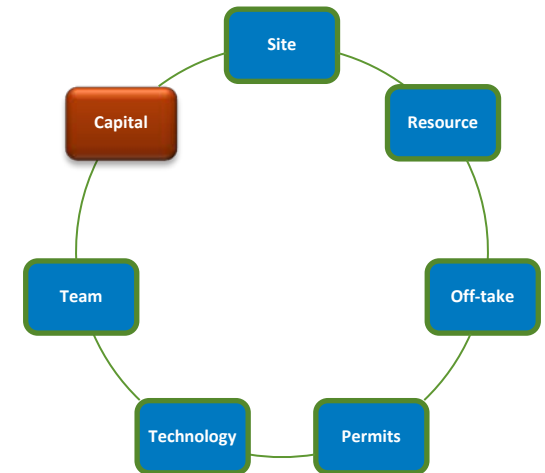 Site
Resource
Off-take
Permits
Technology
Team
Capital